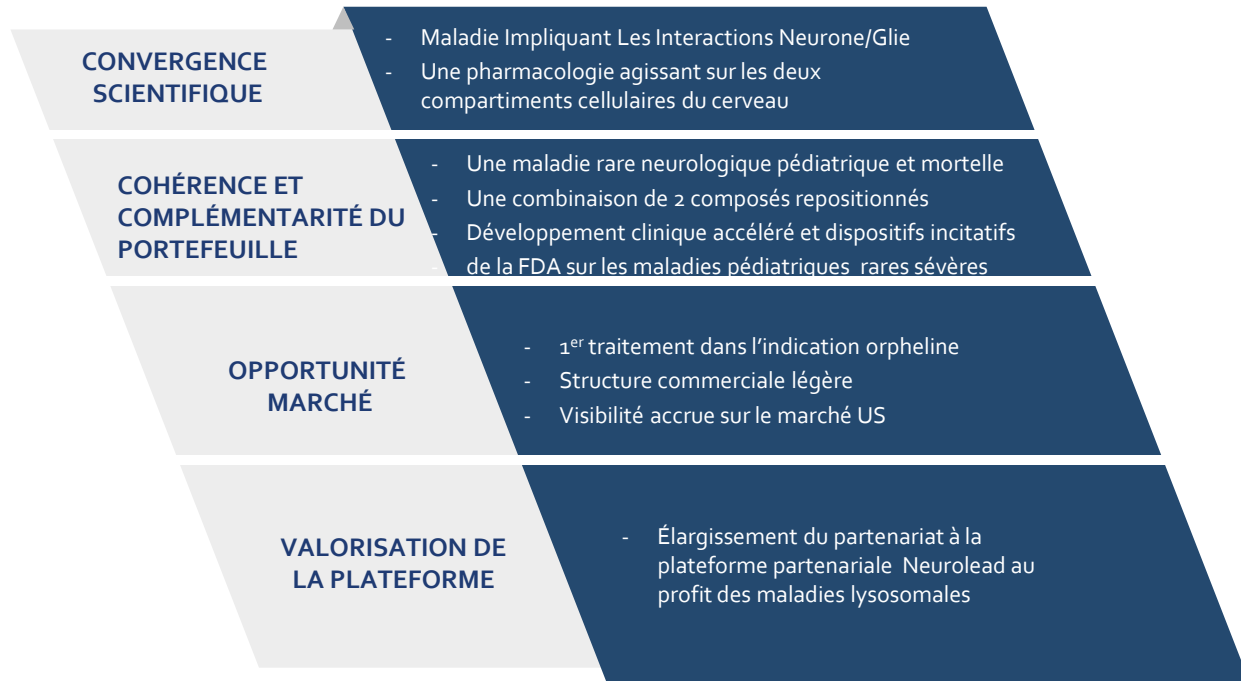 CONVERGENCE
SCIENTIFIQUE
- Maladie Impliquant Les Interactions Neurone/Glie
- Une pharmacologie agissant sur les deux
compartiments cellulaires du cerveau
COHÉRENCE ET
COMPLÉMENTARITÉ DU
PORTEFEUILLE
- Une maladie rare neurologique pédiatrique et mortelle
- Une combinaison de 2 composés repositionnés
- Développement clinique accéléré et dispositifs incitatifs
- de la FDA sur les maladies pédiatriques rares sévères
OPPORTUNITÉ
MARCHÉ
- 1er traitement dans l'indication orpheline
- Structure commerciale légère
- Visibilité accrue sur le marché US
VALORISATION DE
LA PLATEFORME
- Élargissement du partenariat à la
plateforme partenariale Neurolead au
profit des maladies lysosomales